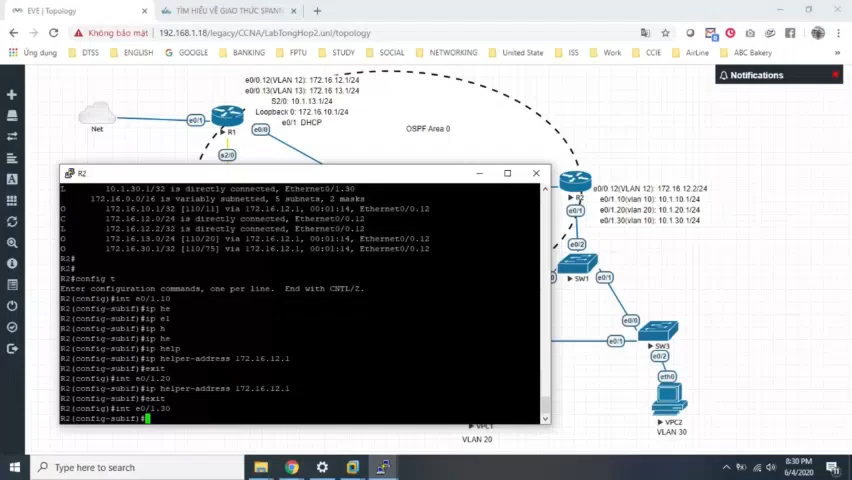 EVE | Topology
TÌM HIỂU VỀ GIAO THỨC SPANN
Không bảo mật
192.168.1.18/legacy/CCNA/LabTongHop2.unl/topology
Ứng dụng
DTSS
ENGLISH
GOOGLE
BANKING
FPTU
STUDY
SOCIAL
NETWORKING
United State
ISS
Work
CCIE
AirLine
ABC Bakery
Notifications
e0/0.12(VLAN 12): 172.16.12.1/24
e0/0.13(VLAN 13): 172.16.13.1/24
S2/0: 10.1.13.1/24
Loopback 0: 172.16.10.1/24
e0/1 DHCP
OSPF Area 0
Net
e0/1
R1
e0/0
s2/0
R2
e0/0.12(VLAN 12): 172.16.12.2/24
e0/1.10(vlan 10): 10.1.10.1/24
e0/1.20(vlan 20): 10.1.20.1/24
e0/1.30(vlan 30): 10.1.30.1/24
e0/1
e0/2
SW1
e0/1
e0/0
e0/1
SW3
e0/2
eth0
VPC2
VLAN 30
VPC1
VLAN 20
R2
L 10.1.30.1/32 is directly connected, Ethernet0/1.30
172.16.0.0/16 is variably subnetted, 5 subnets, 2 masks
O 172.16.10.1/32 [110/11] via 172.16.12.1, 00:01:14, Ethernet0/0.12
C 172.16.12.0/24 is directly connected, Ethernet0/0.12
L 172.16.12.2/32 is directly connected, Ethernet0/0.12
O 172.16.13.0/24 [110/20] via 172.16.12.1, 00:01:14, Ethernet0/0.12
O 172.16.30.1/32 [110/75] via 172.16.12.1, 00:01:14, Ethernet0/0.12
R2#
R2#
R2#config t
Enter configuration commands, one per line. End with CNTL/Z.
R2(config)#int e0/1.10
R2(config-subif)#ip he
R2(config-subif)#ip el
R2(config-subif)#ip h
R2(config-subif)#ip he
R2(config-subif)#ip help
R2(config-subif)#ip helper-address 172.16.12.1
R2(config-subif)#exit
R2(config)#int e0/1.20
R2(config-subif)#ip helper-address 172.16.12.1
R2(config-subif)#exit
R2(config)#int e0/1.30
R2(config-subif)#
Type here to search
8:30 PM
6/4/2020